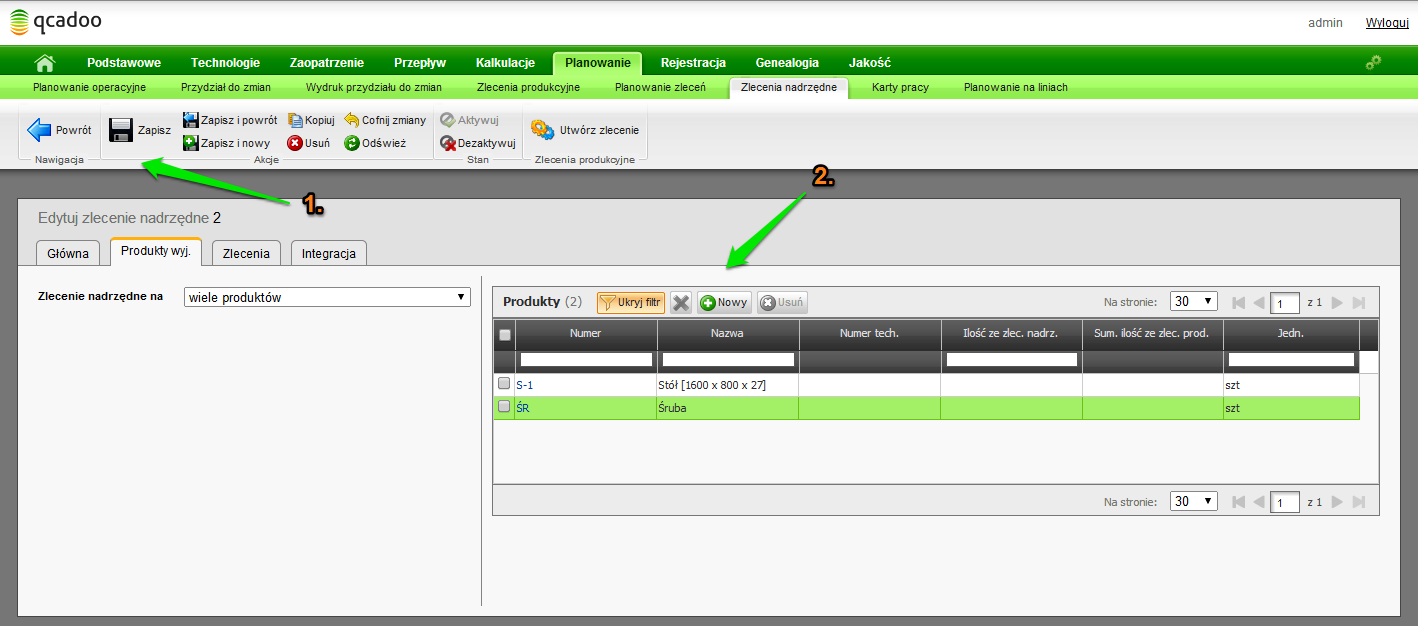 qcadoo
admin Wyloguj
Podstawowe Technologie Zaopatrzenie Przepływ Kalkulacje Planowanie Rejestracja Genealogia Jakość
Planowanie operacyjne Przydział do zmian Wydruk przydziału do zmian Zlecenia produkcyjne Planowanie zleceń Zlecenia nadrzędne Karty pracy Planowanie na liniach
Powrót Zapisz Zapisz i powrót Kopiuj Cofnij zmiany Aktywuj Utwórz zlecenie
Zapisz i nowy Usuń Odśwież Dezaktywuj
Nawigacja Akcje Stan Zlecenia produkcyjne
1. 2.
Edytuj zlecenie nadrzędne 2
Główna Produkty wyj. Zlecenia Integracja
Zlecenie nadrzędne na wiele produktów
Produkty (2) Ukryj filtr Nowy Usuń Na stronie: 30 1 z 1
Numer Nazwa Numer tech. Ilość ze zlec. nadrz. Sum. ilość ze zlec. prod. Jedn.
S-1 Stół [1600 x 800 x 27] szt
ŚR Śruba szt
Na stronie: 30 1 z 1